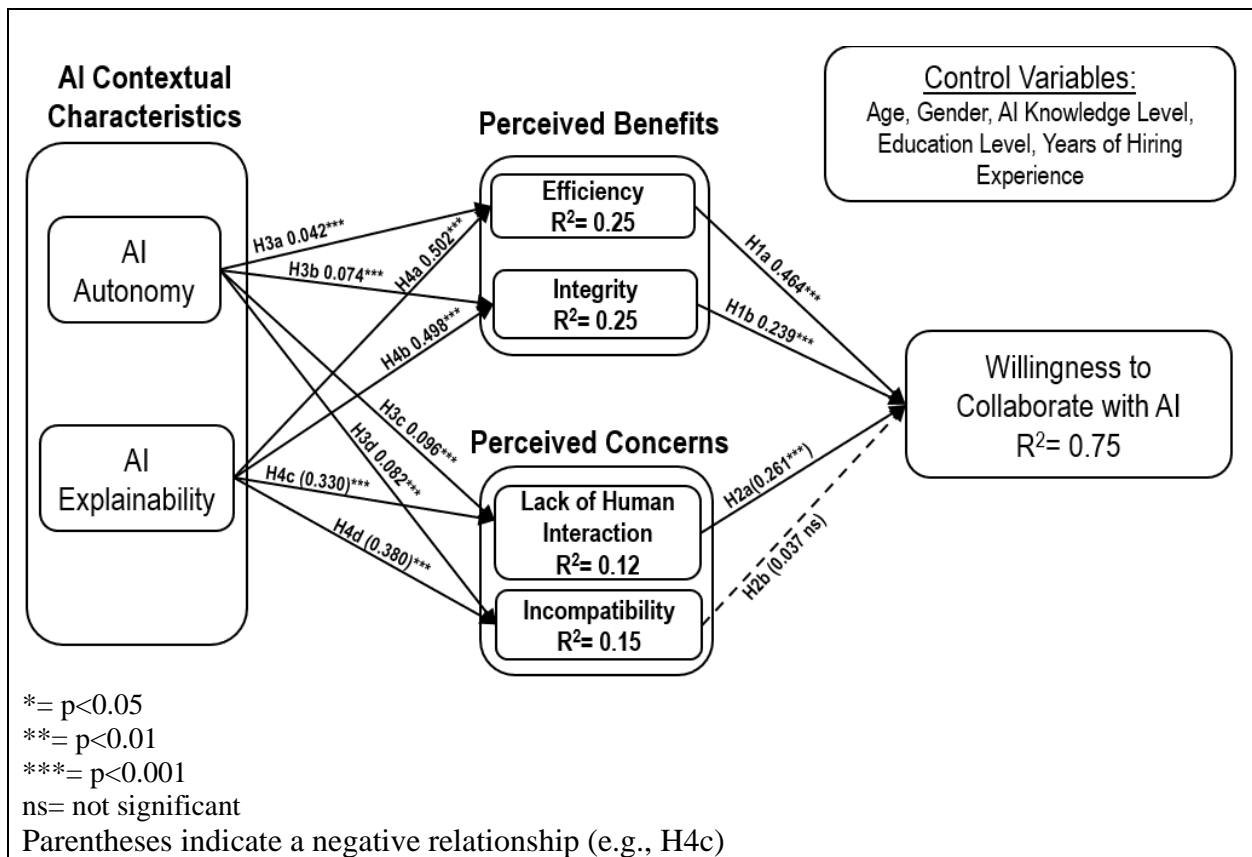 AI Contextual
Characteristics
AI
Autonomy
AI
Explainability
H3a 0.042***
H3b 0.074***
H4a 0.502***
H4b 0.498***
H3c 0.096***
H3d 0.082***
H4c (0.330)***
H4d (0.380)***
Perceived Benefits
Efficiency
R²= 0.25
Integrity
R²= 0.25
Perceived Concerns
Lack of Human
Interaction
R²= 0.12
Incompatibility
R²= 0.15
H1a 0.464***
H1b 0.239***
H2a(0.261***)
H2b (0.037 ns)
Control Variables:
Age, Gender, AI Knowledge Level,
Education Level, Years of Hiring
Experience
Willingness to
Collaborate with AI
R²= 0.75
*= p<0.05
**= p<0.01
***= p<0.001
ns= not significant
Parentheses indicate a negative relationship (e.g., H4c)